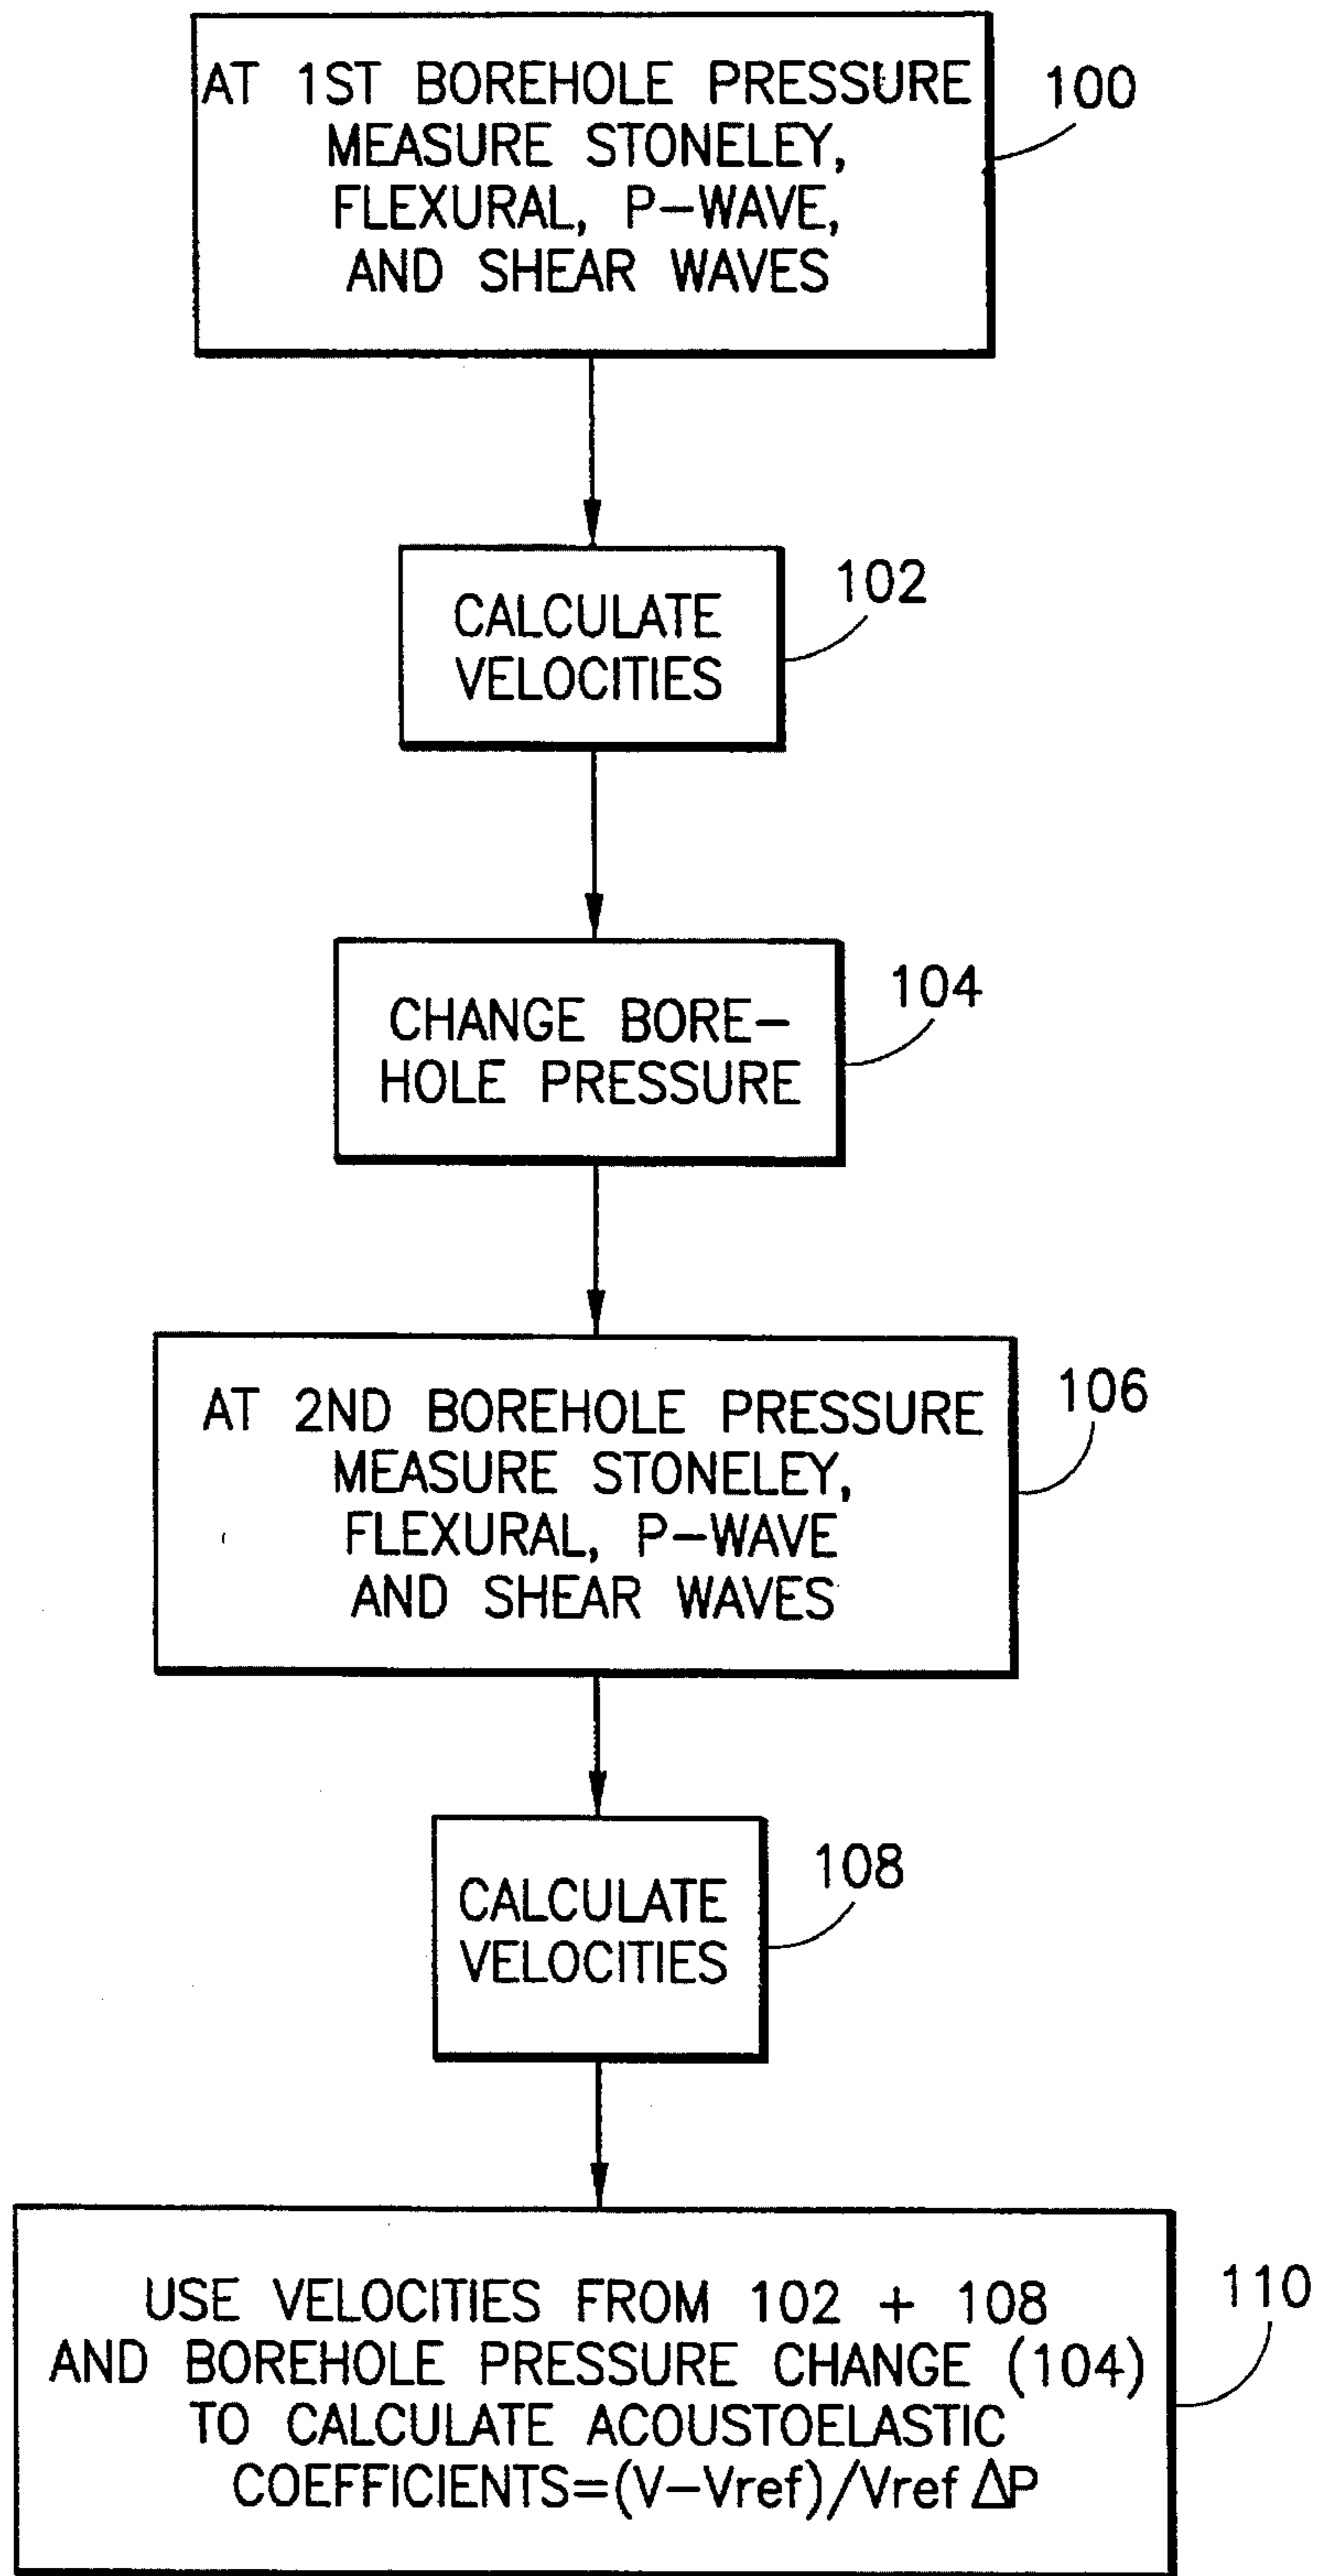 AT 1ST BOREHOLE PRESSURE
MEASURE STONELEY,
FLEXURAL, P-WAVE,
AND SHEAR WAVES
100
CALCULATE
VELOCITIES
102
CHANGE BORE-
HOLE PRESSURE
104
AT 2ND BOREHOLE PRESSURE
MEASURE STONELEY,
FLEXURAL, P-WAVE
AND SHEAR WAVES
106
CALCULATE
VELOCITIES
108
USE VELOCITIES FROM 102 + 108
AND BOREHOLE PRESSURE CHANGE (104)
TO CALCULATE ACOUSTOELASTIC
COEFFICIENTS=(V-Vref)/Vref ΔP
110